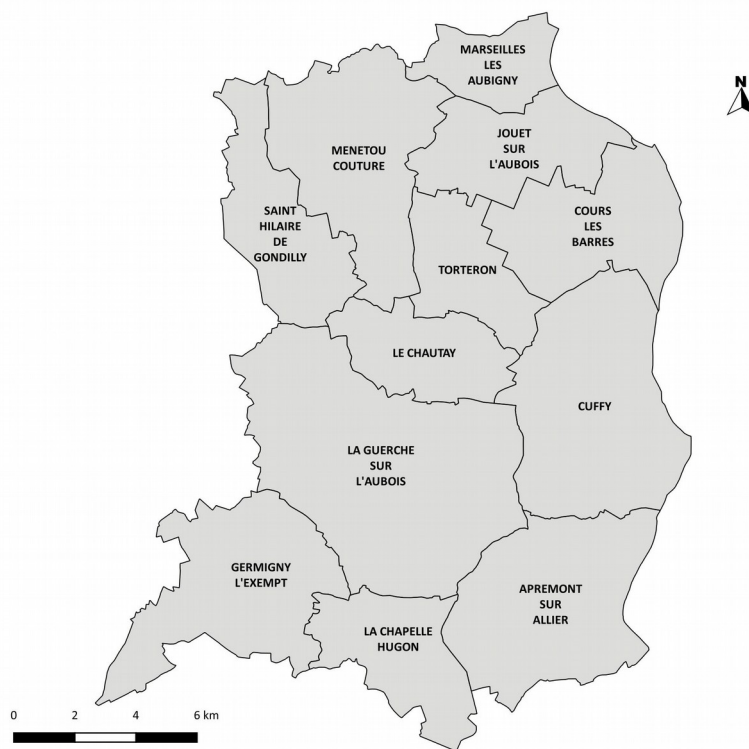 MARSEILLES
LES
AUBIGNY
N
JOUET
SUR
L'AUBOIS
MENETOU
COUTURE
SAINT
HILAIRE
DE
GONDILLY
COURS
LES
BARRES
TORTERON
LE CHAUTAY
CUFFY
LA GUERCHE
SUR
L'AUBOIS
GERMIGNY
L'EXEMPT
APREMONT
SUR
ALLIER
LA CHAPELLE
HUGON
0 2 4 6 km